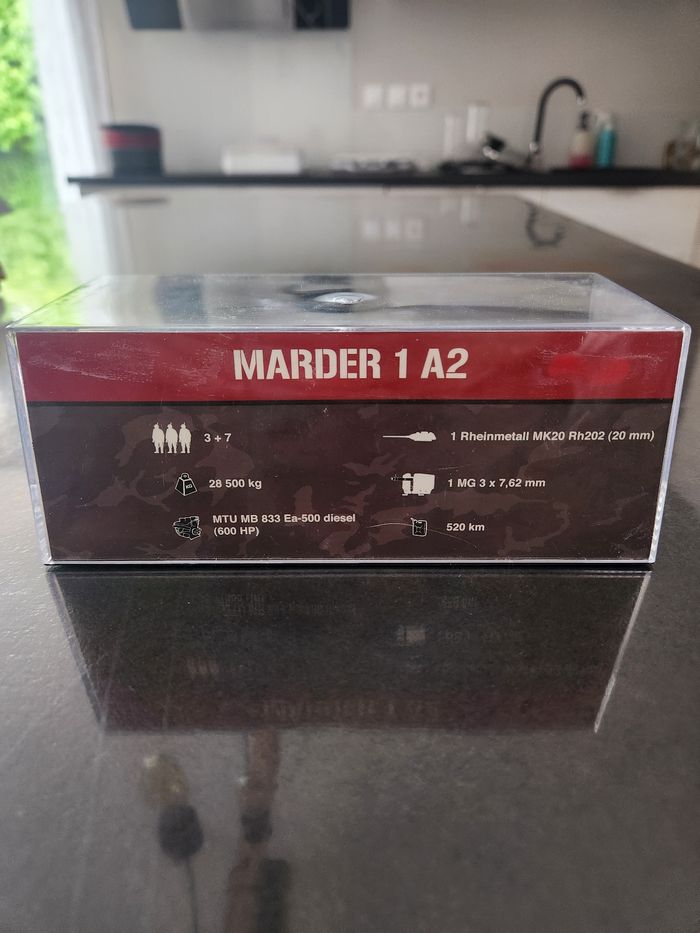 MARDER 1 A2
3 + 7
1 Rheinmetall MK20 Rh202 (20 mm)
28 500 kg
1 MG 3 x 7,62 mm
MTU MB 833 Ea-500 diesel
(600 HP)
520 km
KG